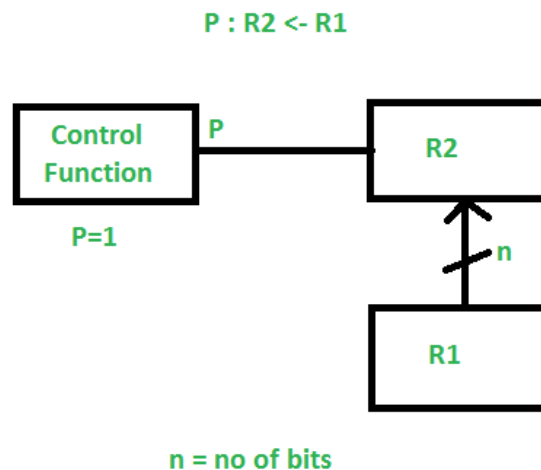 P : R2 <- R1
Control
Function
P
R2
P=1
n
R1
n = no of bits